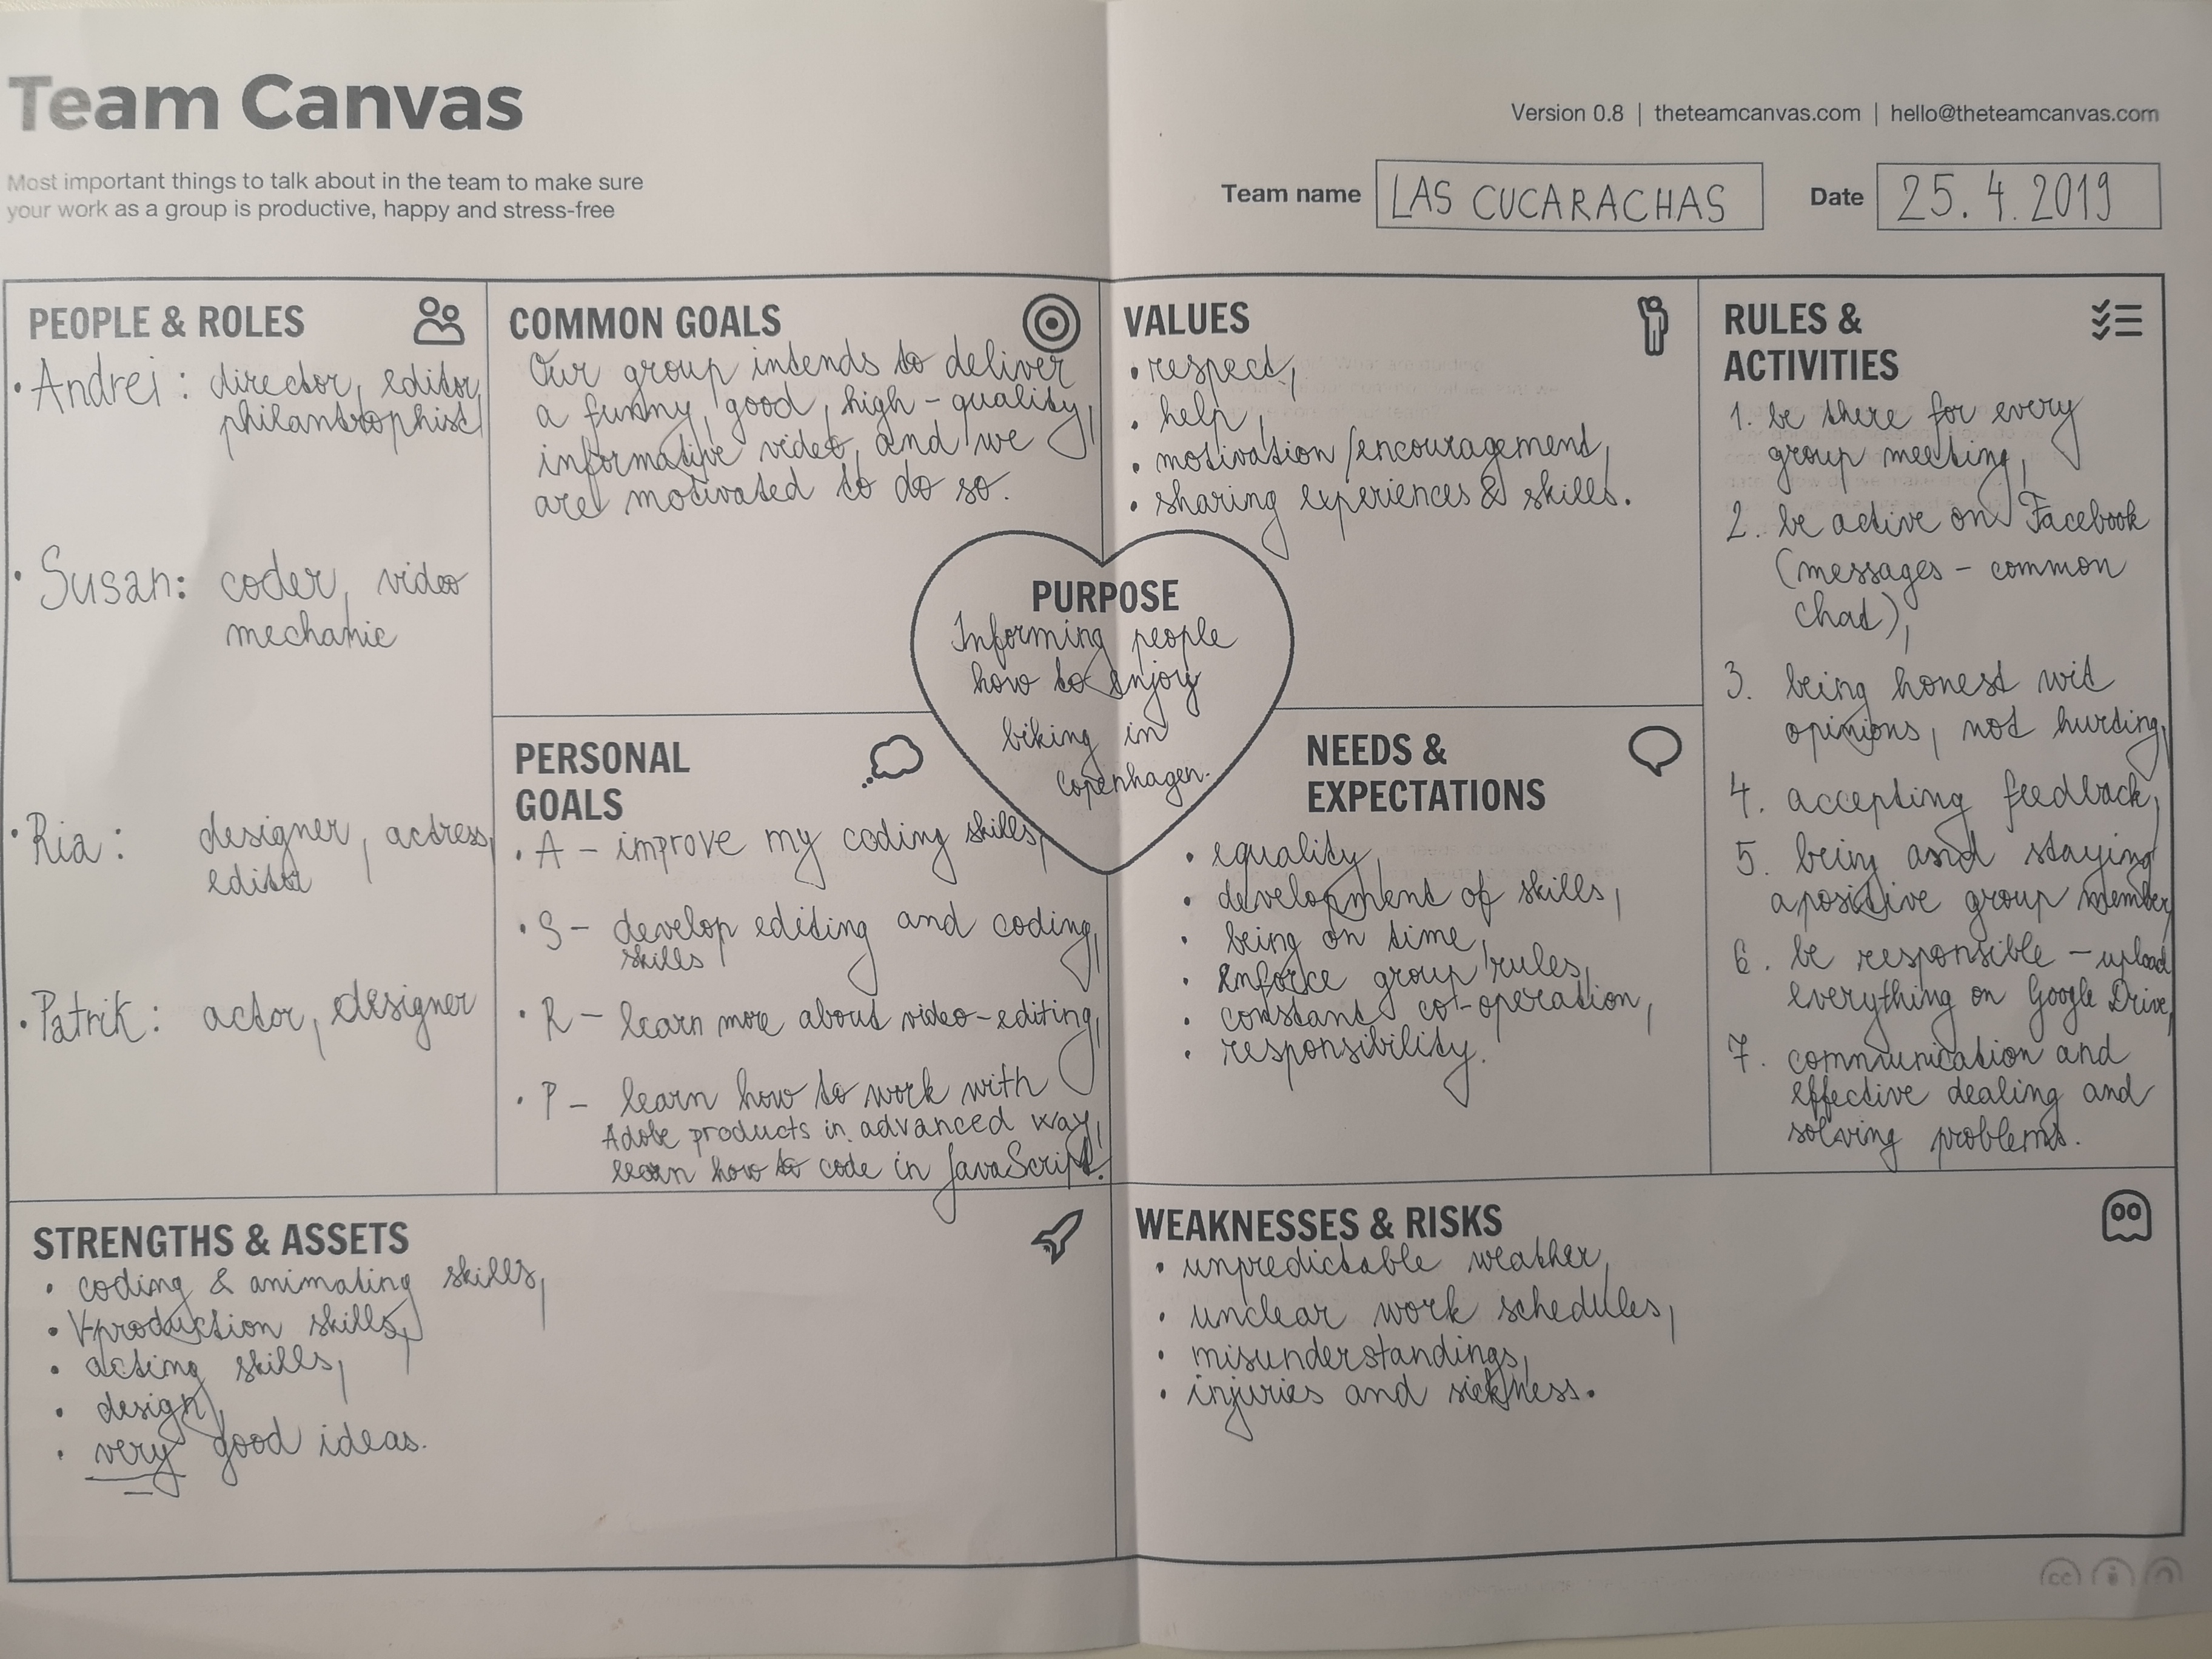 Team Canvas
Most important things to talk about in the team to make sure
your work as a group is productive, happy and stress-free
Version 0.8 | theteamcanvas.com | hello@theteamcanvas.com
Team name LAS CUCARACHAS Date 25. 4. 2019
PEOPLE & ROLES
• Andrei : director, editor,
philantrophist
• Susan: coder, video
mechanic
• Ria : designer, actress,
editor
• Patrik : actor, designer
COMMON GOALS
Our group intends to deliver
a funny, good, high-quality,
informative video, and we
are motivated to do so.
VALUES
• respect,
• help,
• motivation/encouragement,
• sharing experiences & skills.
PURPOSE
Informing people
how to enjoy
biking in
Copenhagen.
PERSONAL
GOALS
• A – improve my coding skills,
• S – develop editing and coding,
skills
• R – learn more about video-editing,
• P – learn how to work with
Adobe products in advanced way,
learn how to code in JavaScript.
NEEDS &
EXPECTATIONS
• equality,
• development of skills,
• being on time,
• enforce group rules,
• constant co-operation,
• responsibility.
RULES &
ACTIVITIES
1. be there for every
group meeting,
2. be active on Facebook
(messages – common
chat),
3. being honest wit
opinions, not hurting,
4. accepting feedback,
5. being and staying
a positive group member,
6. be responsible – upload
everything on Google Drive,
7. communication and
effective dealing and
solving problems.
STRENGTHS & ASSETS
• coding & animating skills,
• V-production skills,
• acting skills,
• design,
• very good ideas.
WEAKNESSES & RISKS
• unpredictable weather,
• unclear work schedules,
• misunderstandings,
• injuries and sickness.
cc